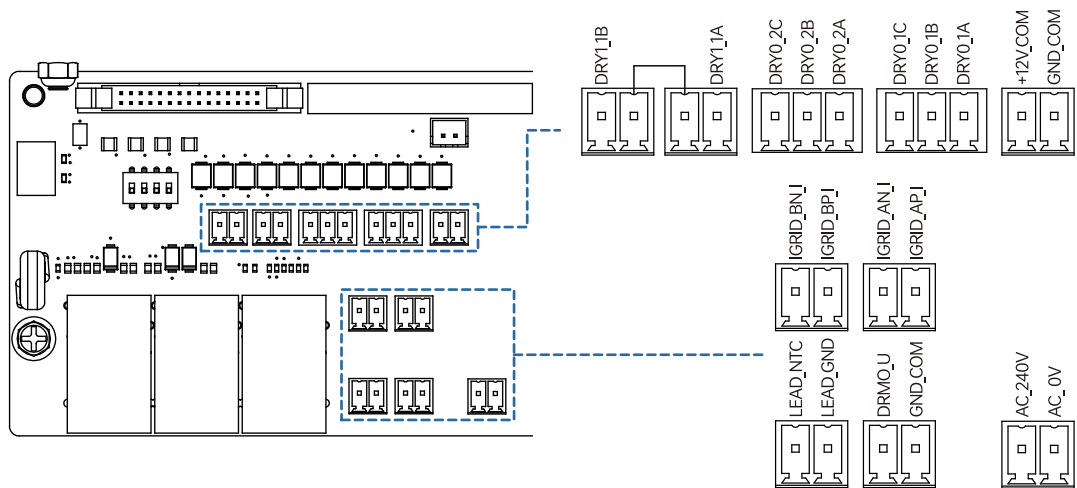 DRY1_1B
DRY1_1A
DRY0_2C
DRY0_2B
DRY0_2A
DRY0_1C
DRY0_1B
DRY0_1A
+12V_COM
GND_COM
IGRID_BN_I
IGRID_BP_I
IGRID_AN_I
IGRID_AP_I
LEAD_NTC
LEAD_GND
DRM0_U
GND_COM
AC_240V
AC_0V